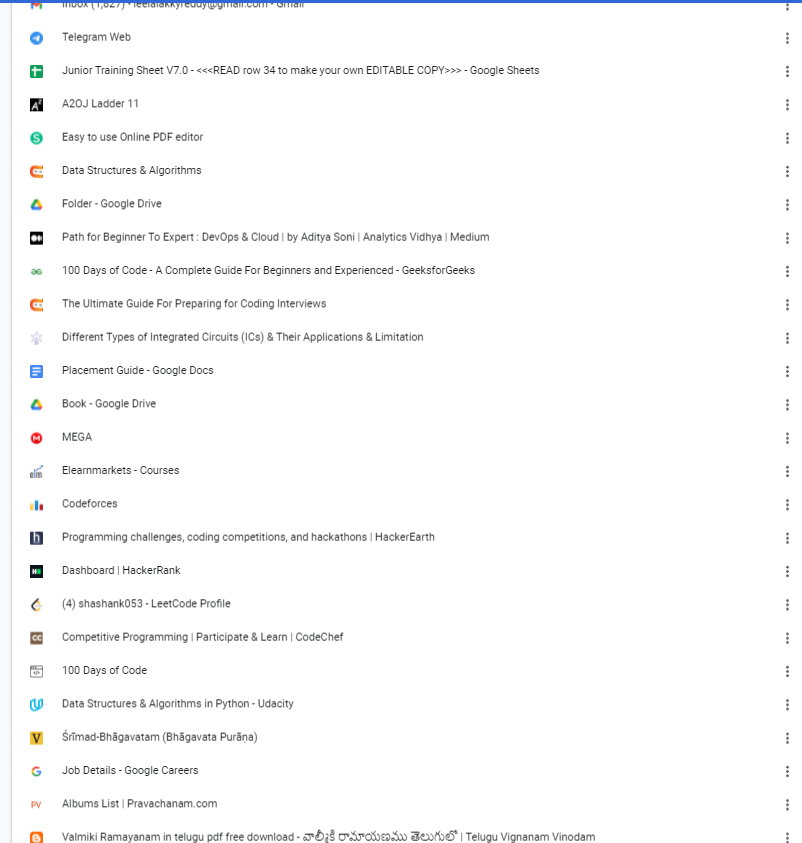 Inbox (1,827) - leelalakkyreddy@gmail.com - Gmail
Telegram Web
Junior Training Sheet V7.0 - <<<READ row 34 to make your own EDITABLE COPY>>> - Google Sheets
A2OJ Ladder 11
Easy to use Online PDF editor
Data Structures & Algorithms
Folder - Google Drive
Path for Beginner To Expert : DevOps & Cloud | by Aditya Soni | Analytics Vidhya | Medium
100 Days of Code - A Complete Guide For Beginners and Experienced - GeeksforGeeks
The Ultimate Guide For Preparing for Coding Interviews
Different Types of Integrated Circuits (ICs) & Their Applications & Limitation
Placement Guide - Google Docs
Book - Google Drive
MEGA
Elearnmarkets - Courses
Codeforces
Programming challenges, coding competitions, and hackathons | HackerEarth
Dashboard | HackerRank
(4) shashank053 - LeetCode Profile
Competitive Programming | Participate & Learn | CodeChef
100 Days of Code
Data Structures & Algorithms in Python - Udacity
Śrīmad-Bhāgavatam (Bhāgavata Purāṇa)
Job Details - Google Careers
Albums List | Pravachanam.com
Valmiki Ramayanam in telugu pdf free download - వాల్మీకి రామాయణము తెలుగులో | Telugu Vignanam Vinodam